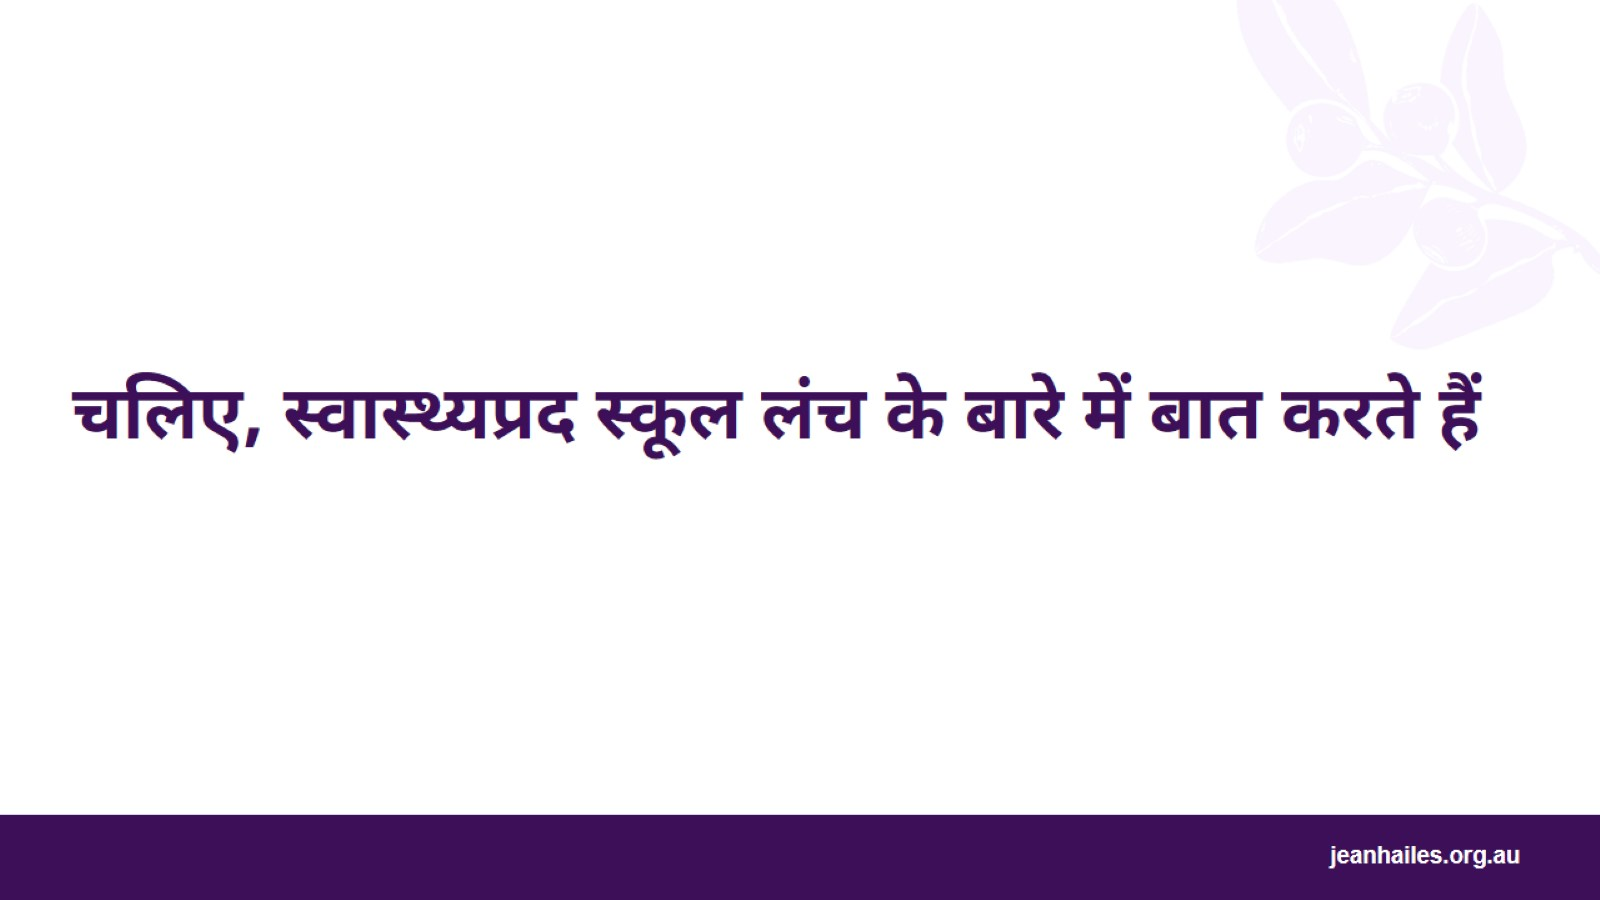 चलिए, स्वास्थ्यप्रद स्कूल लंच के बारे में बात करते हैं
jeanhailes.org.au